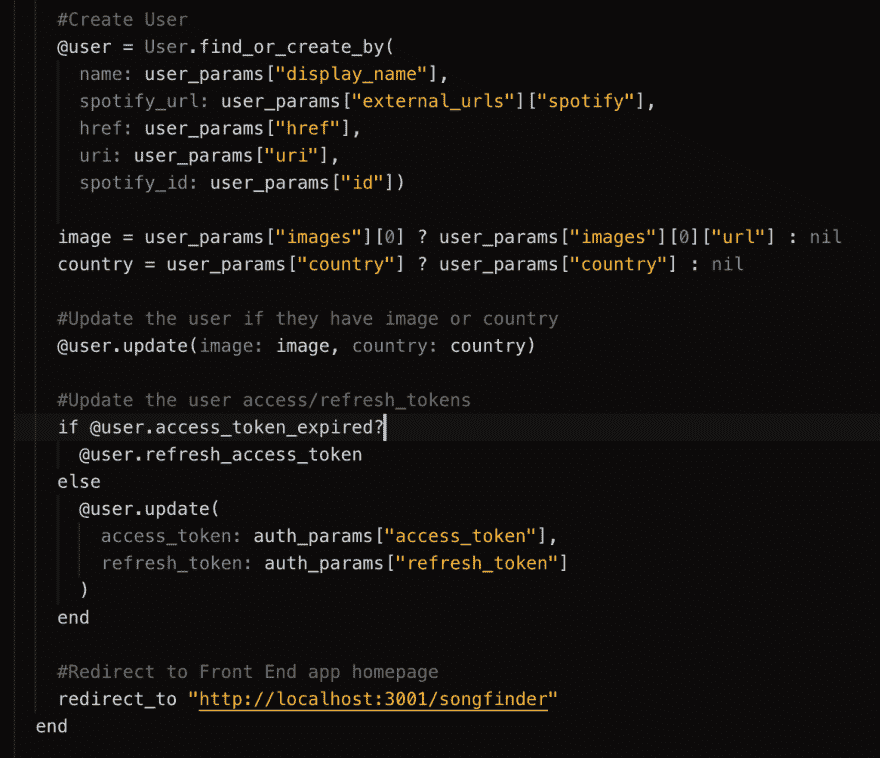 #Create User
@user = User.find_or_create_by(
name: user_params["display_name"],
spotify_url: user_params["external_urls"]["spotify"],
href: user_params["href"],
uri: user_params["uri"],
spotify_id: user_params["id"])
image = user_params["images"][0] ? user_params["images"][0]["url"] : nil
country = user_params["country"] ? user_params["country"] : nil
#Update the user if they have image or country
@user.update(image: image, country: country)
#Update the user access/refresh_tokens
if @user.access_token_expired?
@user.refresh_access_token
else
@user.update(
access_token: auth_params["access_token"],
refresh_token: auth_params["refresh_token"]
)
end
#Redirect to Front End app homepage
redirect_to "http://localhost:3001/songfinder"
end